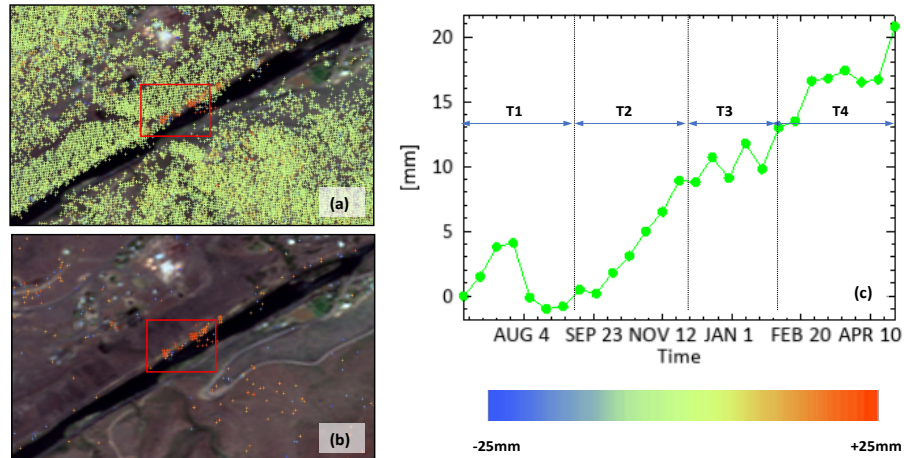 (a)
(b)
20
15
10
5
0
[mm]
T1 T2 T3 T4
(c)
AUG 4 SEP 23 NOV 12 JAN 1 FEB 20 APR 10
Time
-25mm +25mm